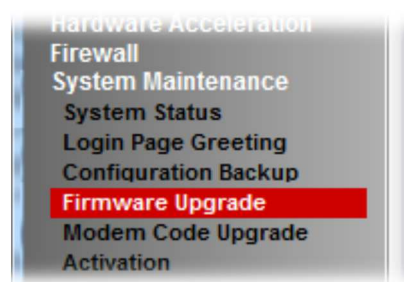 Hardware Acceleration
Firewall
System Maintenance
System Status
Login Page Greeting
Configuration Backup
Firmware Upgrade
Modem Code Upgrade
Activation